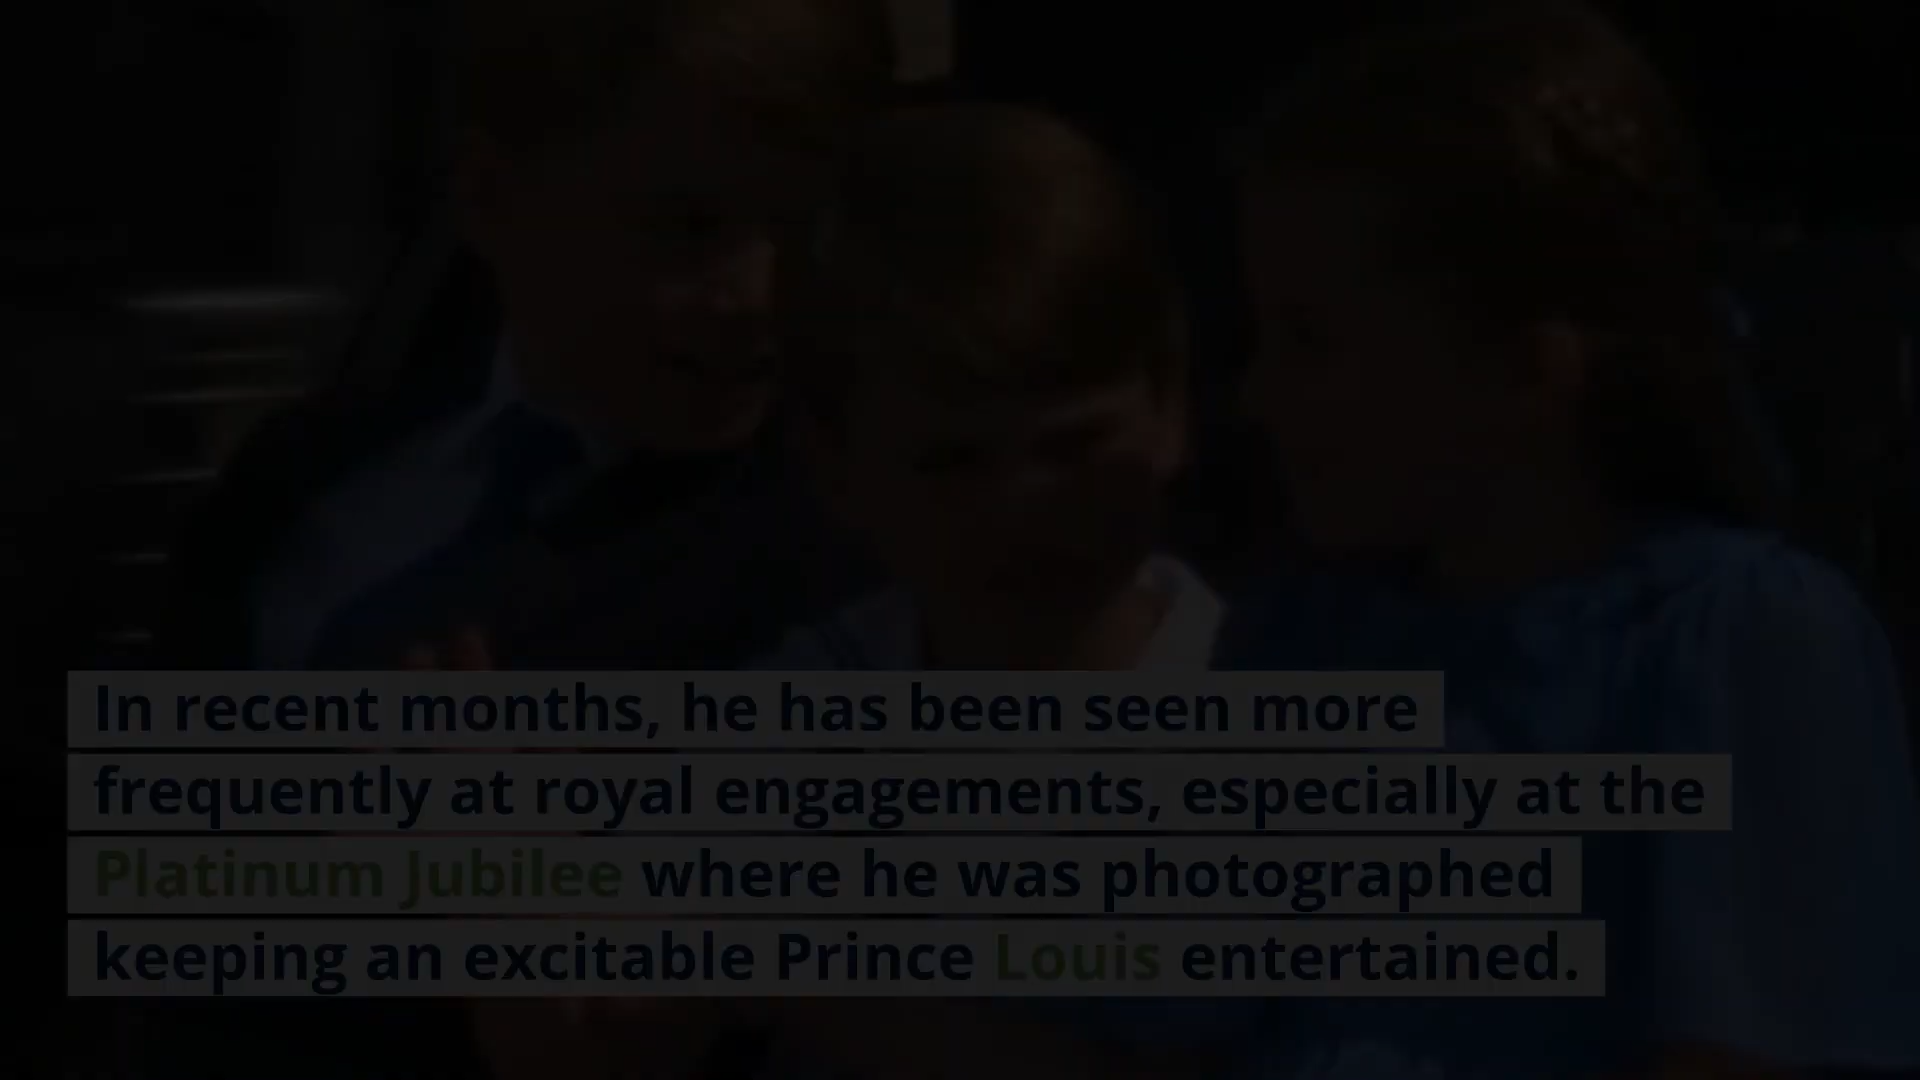 In recent months, he has been seen more
frequently at royal engagements, especially at the
Platinum Jubilee where he was photographed
keeping an excitable Prince Louis entertained.